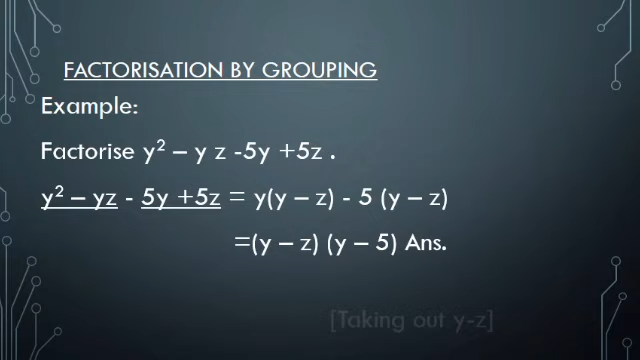 FACTORISATION BY GROUPING
Example:
Factorise y² – y z -5y +5z .
y² – yz - 5y +5z = y(y – z) - 5 (y – z)
=(y – z) (y – 5) Ans.
[Taking out y-z]